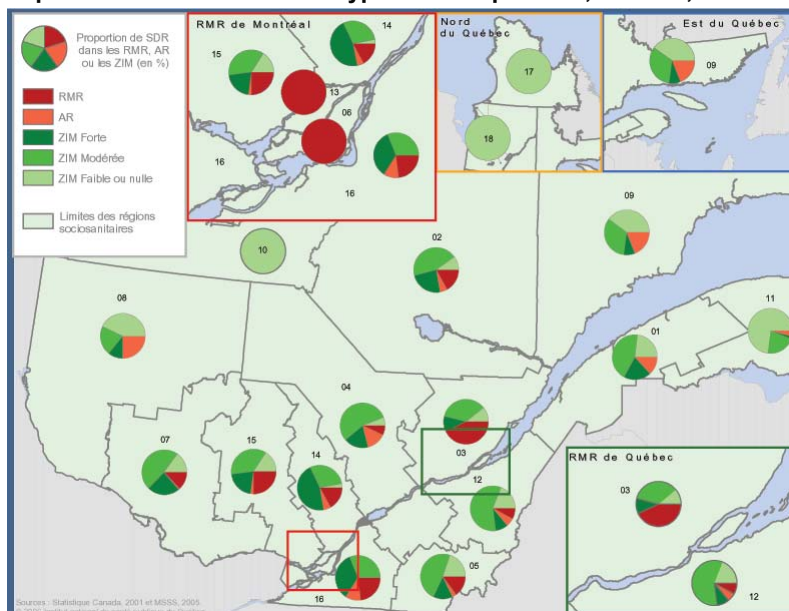 Proportion de SDR
dans les RMR, AR
ou les ZIM (en %)
RMR
AR
ZIM Forte
ZIM Modérée
ZIM Faible ou nulle
Limites des régions
sociosanitaires
RMR de Montréal
14
15
13
06
16
16
Nord
du Québec
17
18
Est du Québec
09
10
02
09
08
01
11
04
07
15
14
03
12
05
16
RMR de Québec
03
12
Sources : Statistique Canada, 2001 et MSSS, 2005.